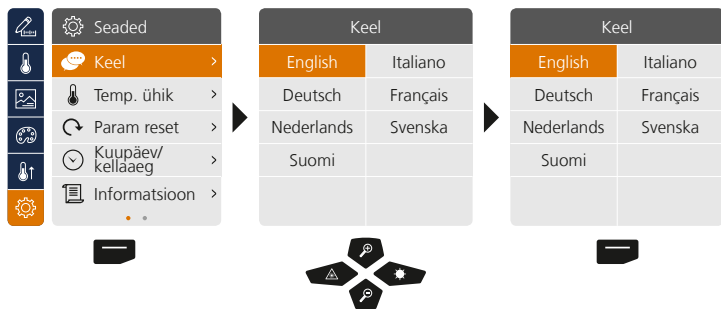 Seaded
Keel
Temp. ühik
Param reset
Kuupäev/
kellaaeg
Informatsioon
Keel
English Italiano
Deutsch Français
Nederlands Svenska
Suomi
Keel
English Italiano
Deutsch Français
Nederlands Svenska
Suomi